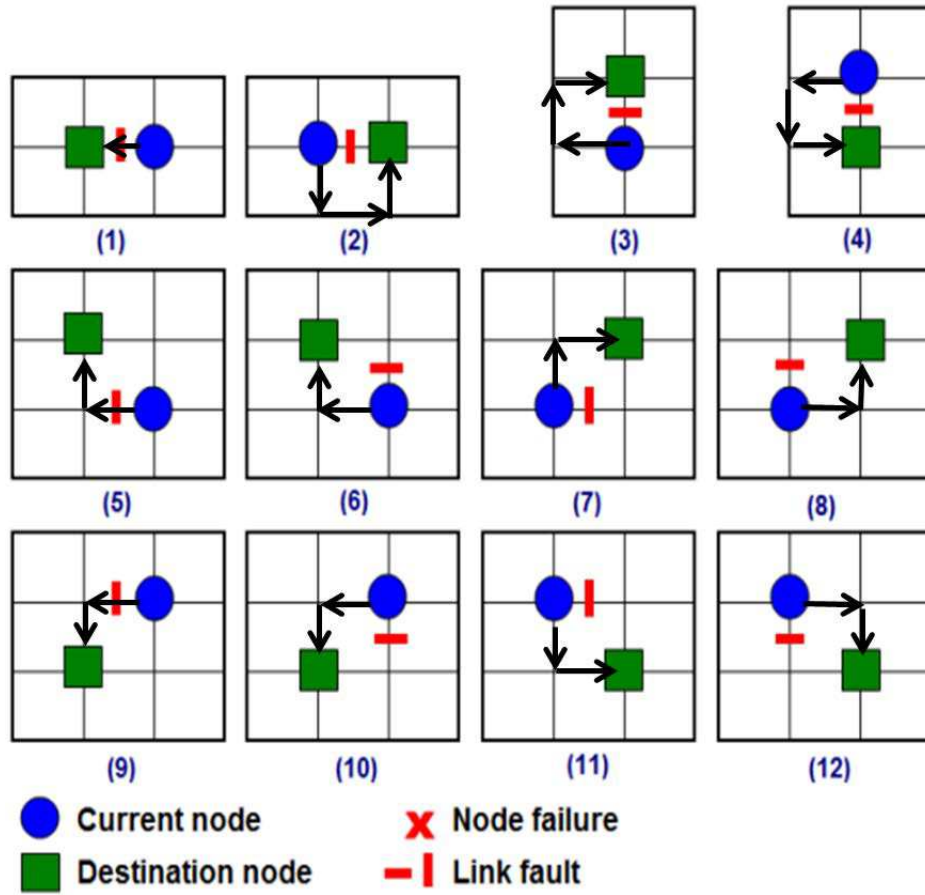 (1) (2) (3) (4)
(5) (6) (7) (8)
(9) (10) (11) (12)
Current node x Node failure
Destination node Link fault